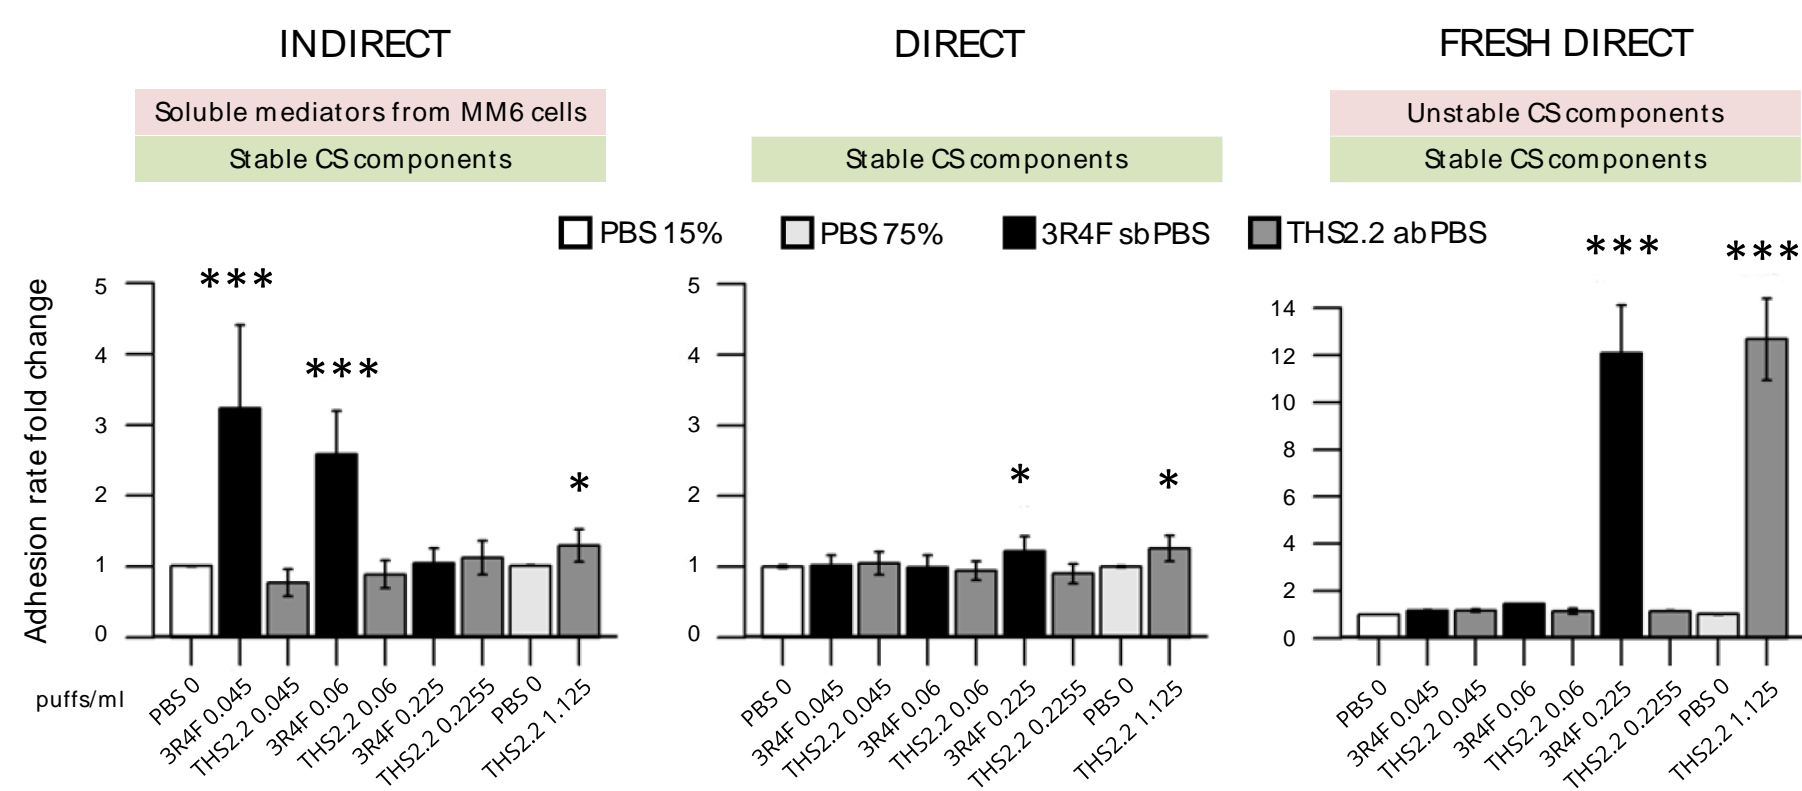 INDIRECT DIRECT FRESH DIRECT
Soluble mediators from MM6 cells Unstable CS components
Stable CS components Stable CS components Stable CS components
PBS 15% PBS 75% 3R4F sbPBS THS2.2 abPBS
*** *** * * * *** ***
Adhesion rate fold change
5
4
3
2
1
0
5
4
3
2
1
0
14
12
10
8
6
4
2
0
puffs/ml
PBS 0
3R4F 0.045
THS2.2 0.045
3R4F 0.06
THS2.2 0.06
3R4F 0.225
THS2.2 0.2255
PBS 0
THS2.2 1.125
PBS 0
3R4F 0.045
THS2.2 0.045
3R4F 0.06
THS2.2 0.06
3R4F 0.225
THS2.2 0.2255
PBS 0
THS2.2 1.125
PBS 0
3R4F 0.045
THS2.2 0.045
3R4F 0.06
THS2.2 0.06
3R4F 0.225
THS2.2 0.2255
PBS 0
THS2.2 1.125